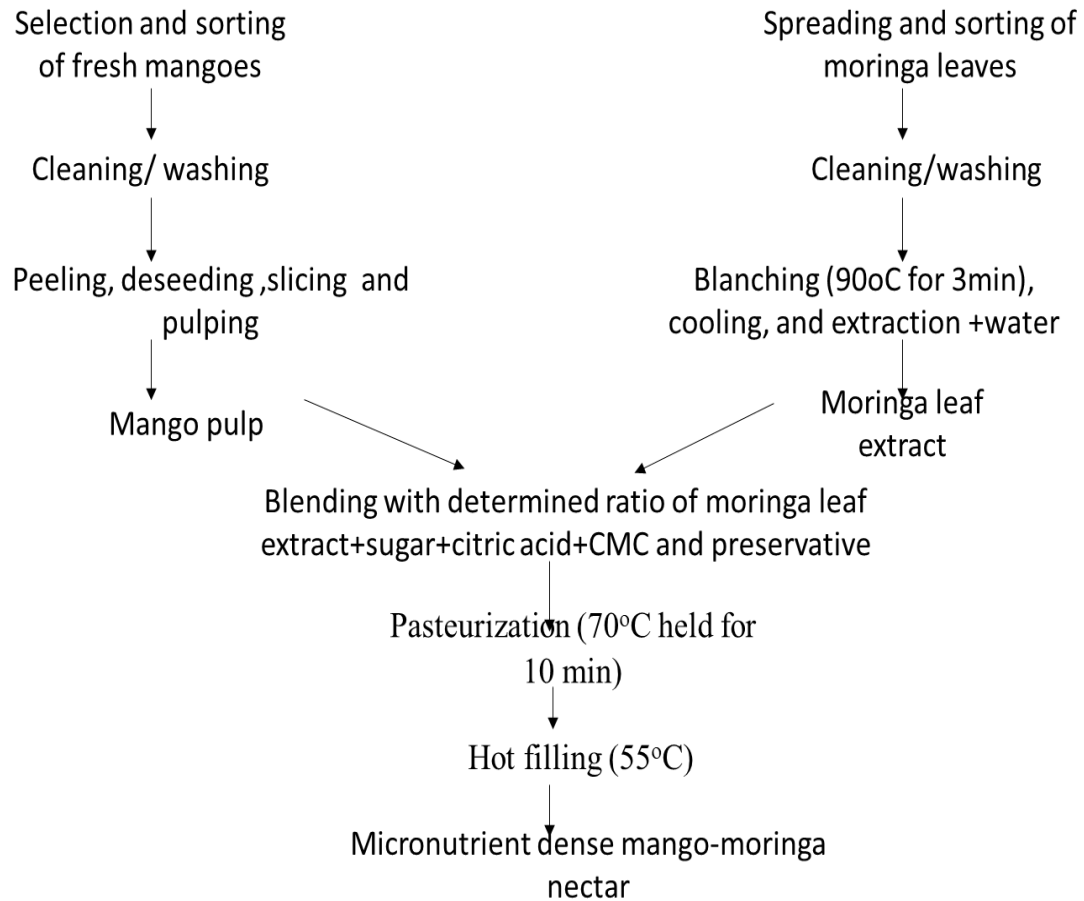 Selection and sorting
of fresh mangoes
Cleaning/ washing
Peeling, deseeding ,slicing  and
pulping
Mango pulp
Spreading and sorting of
moringa leaves
Cleaning/washing
Blanching (90oC for 3min),
cooling, and extraction +water
Moringa leaf
extract
Blending with determined ratio of moringa leaf
extract+sugar+citric acid+CMC and preservative
Pasteurization (70ᵒC held for
10 min)
Hot filling (55ᵒC)
Micronutrient dense mango-moringa
nectar